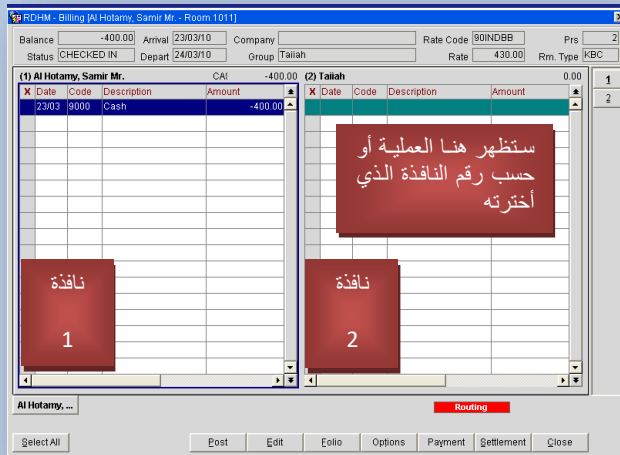 RDHM - Billing [Al Hotamy, Samir Mr. - Room 1011]
Balance -400.00 Arrival 23/03/10 Company Rate Code 90INDBB Prs 2
Status CHECKED IN Depart 24/03/10 Group Taiiah Rate 430.00 Rm. Type KBC
(1) Al Hotamy, Samir Mr. CA! -400.00 (2) Taiiah 0.00 1
X Date Code Description Amount X Date Code Description Amount 2
23/03 9000 Cash -400.00
ستظهر هنا العملية أو
حسب رقم النافذة الذي
أخترته
نافذة
1
نافذة
2
Al Hotamy, ...
Routing
Select All Post Edit Folio Options Payment Settlement Close